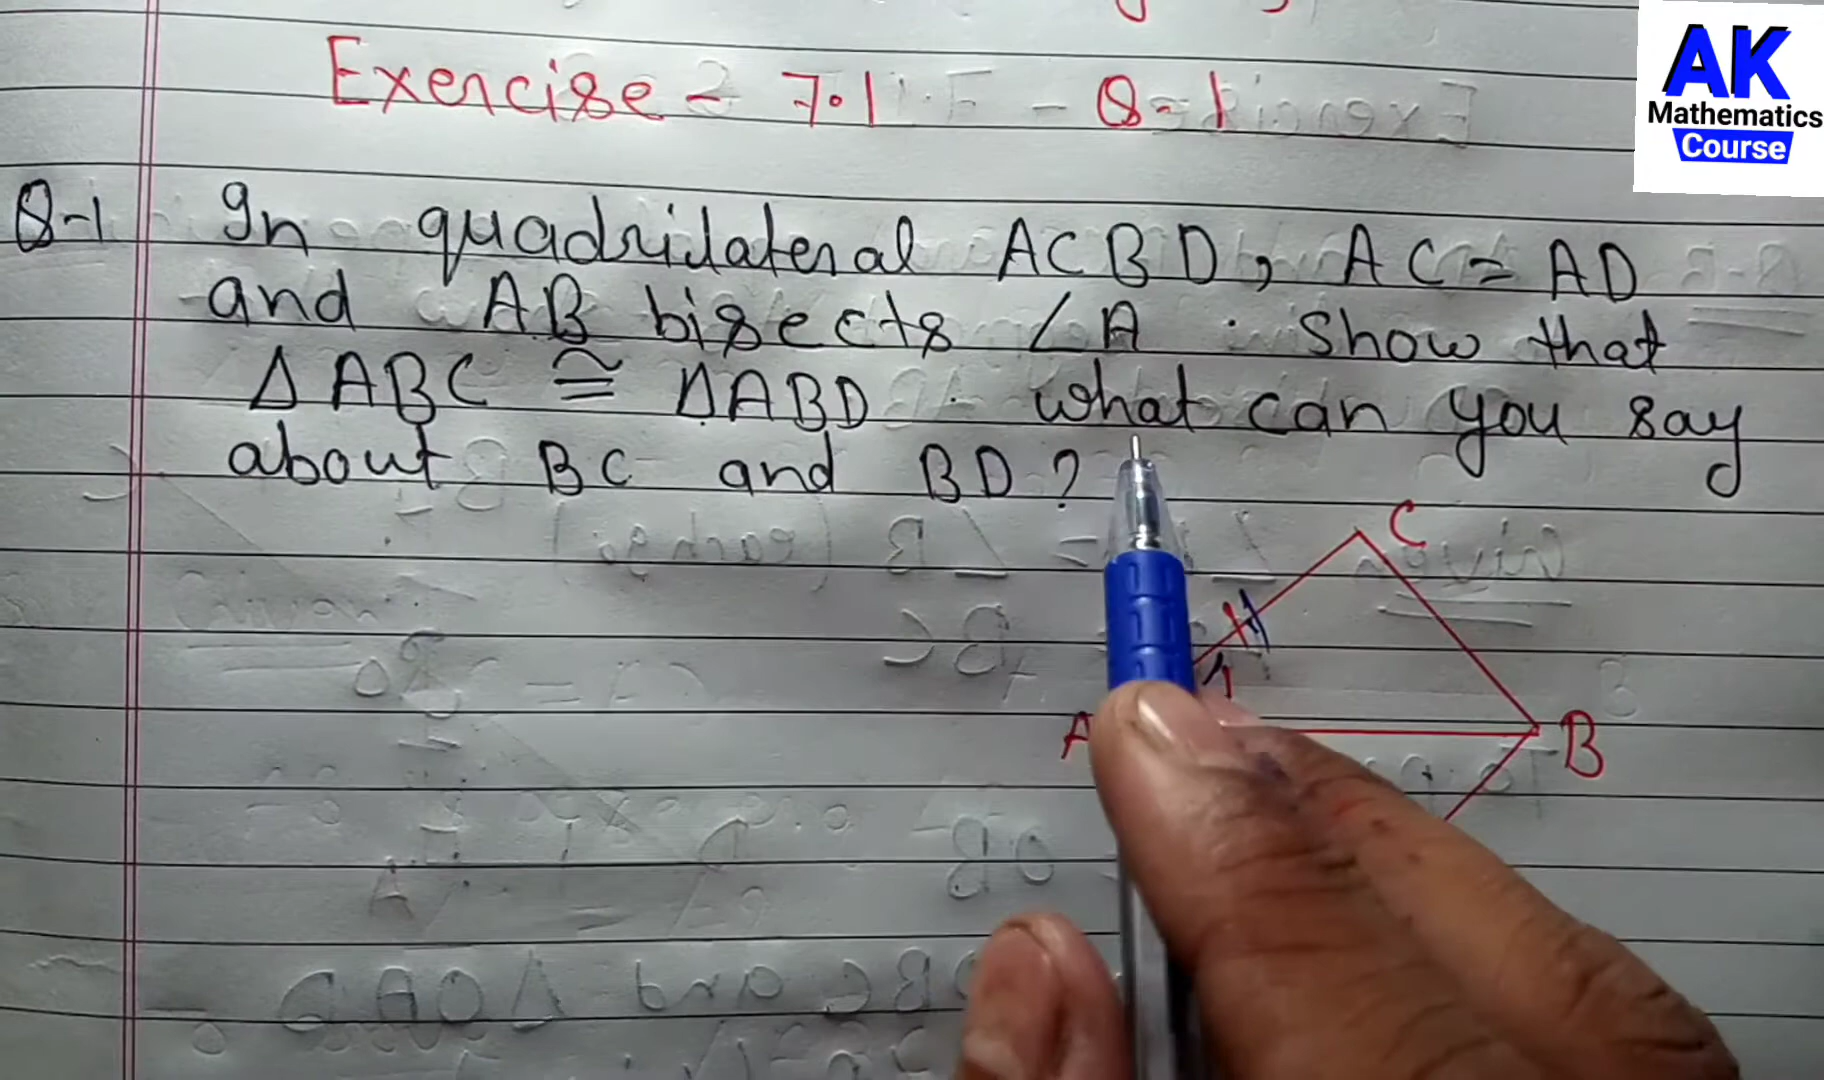 Exercise - 7.1 Q-1
Q-1 In quadrilateral ACBD, AC = AD
and AB bisects ∠A . Show that
ΔABC ≅ ΔABD . What can you say
about BC and BD?
C
A
B
AK
Mathematics
Course